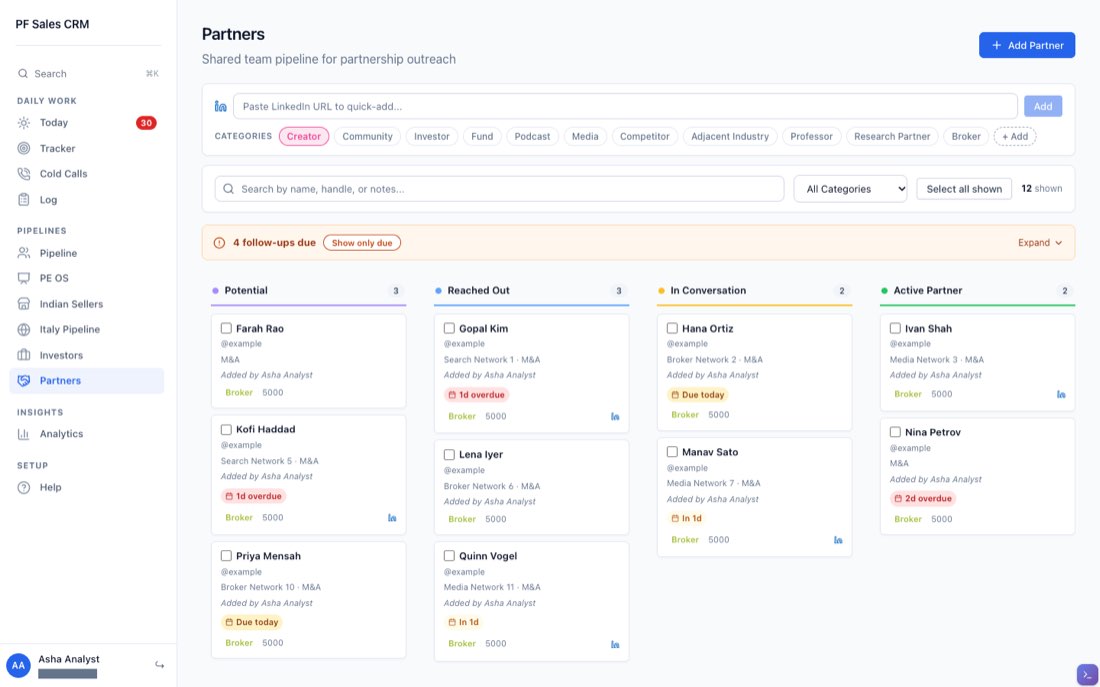 PF Sales CRM
Search ⌘K
DAILY WORK
Today 30
Tracker
Cold Calls
Log
PIPELINES
Pipeline
PE OS
Indian Sellers
Italy Pipeline
Investors
Partners
INSIGHTS
Analytics
SETUP
Help
AA Asha Analyst
Partners
Shared team pipeline for partnership outreach
+ Add Partner
in Paste LinkedIn URL to quick-add... Add
CATEGORIES Creator Community Investor Fund Podcast Media Competitor Adjacent Industry Professor Research Partner Broker + Add
Search by name, handle, or notes... All Categories Select all shown 12 shown
4 follow-ups due Show only due Expand
Potential 3
Farah Rao
@example
M&A
Added by Asha Analyst
Broker 5000
Kofi Haddad
@example
Search Network 5 · M&A
Added by Asha Analyst
1d overdue
Broker 5000 in
Priya Mensah
@example
Broker Network 10 · M&A
Added by Asha Analyst
Due today
Broker 5000
Reached Out 3
Gopal Kim
@example
Search Network 1 · M&A
Added by Asha Analyst
1d overdue
Broker 5000 in
Lena Iyer
@example
Broker Network 6 · M&A
Added by Asha Analyst
Broker 5000
Quinn Vogel
@example
Media Network 11 · M&A
Added by Asha Analyst
In 1d
Broker 5000 in
In Conversation 2
Hana Ortiz
@example
Broker Network 2 · M&A
Added by Asha Analyst
Due today
Broker 5000
Manav Sato
@example
Media Network 7 · M&A
Added by Asha Analyst
In 1d
Broker 5000 in
Active Partner 2
Ivan Shah
@example
Media Network 3 · M&A
Added by Asha Analyst
Broker 5000 in
Nina Petrov
@example
M&A
Added by Asha Analyst
2d overdue
Broker 5000